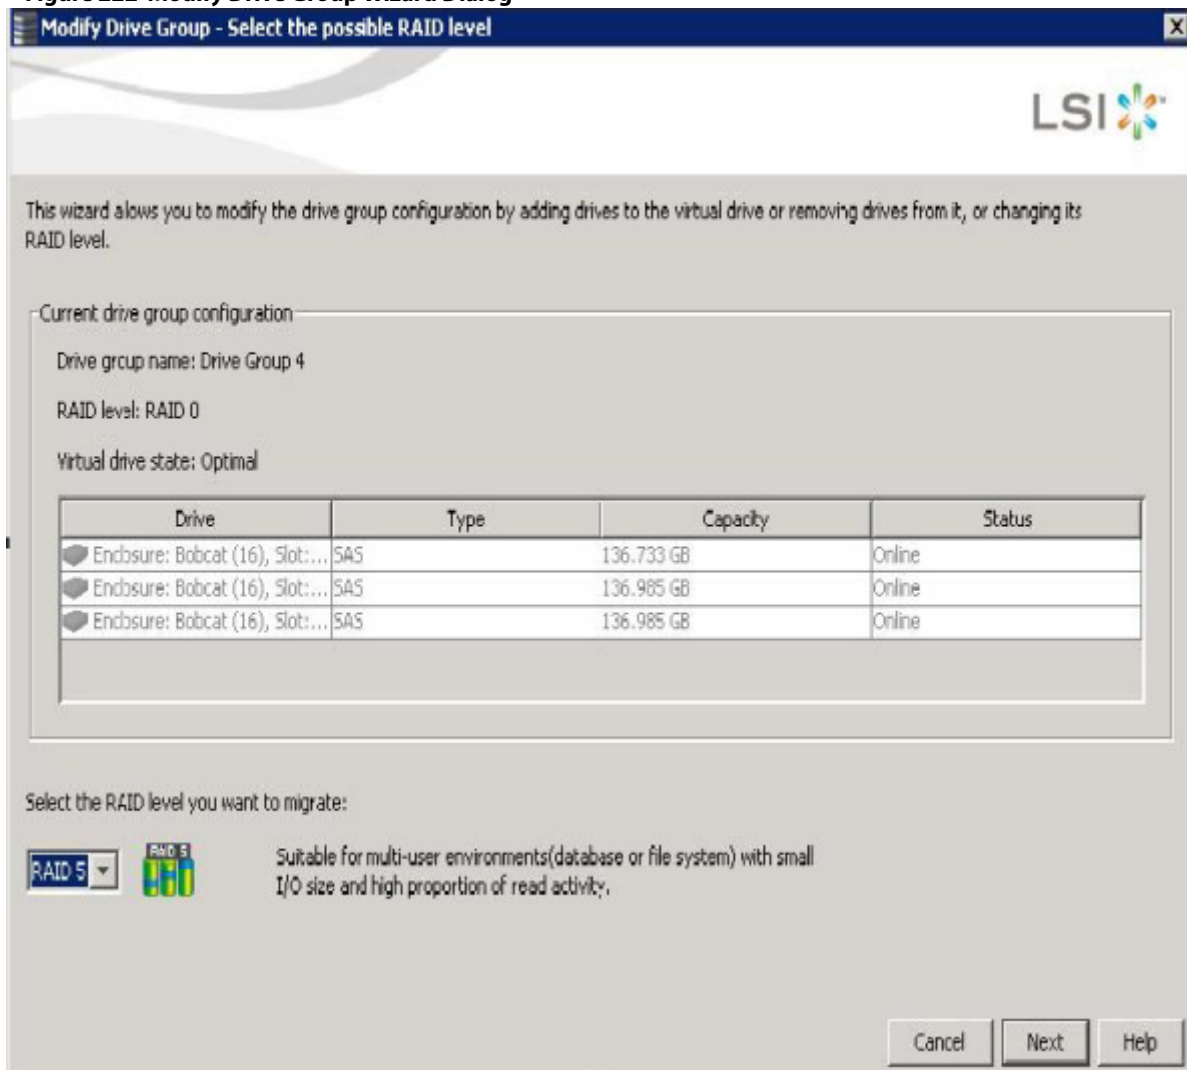 Modify Drive Group - Select the possible RAID level
LSI
This wizard allows you to modify the drive group configuration by adding drives to the virtual drive or removing drives from it, or changing its
RAID level.
Current drive group configuration
Drive group name: Drive Group 4
RAID level: RAID 0
Virtual drive state: Optimal
Drive Type Capacity Status
Enclosure: Bobcat (16), Slot:... SAS 136.733 GB Online
Enclosure: Bobcat (16), Slot:... SAS 136.985 GB Online
Enclosure: Bobcat (16), Slot:... SAS 136.985 GB Online
Select the RAID level you want to migrate:
RAID 5
RAID 5
Suitable for multi-user environments(database or file system) with small
I/O size and high proportion of read activity.
Cancel Next Help